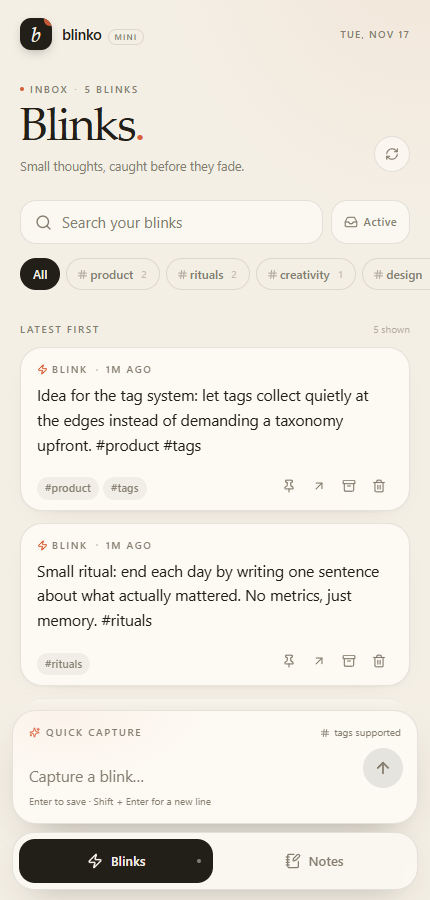 b blinko MINI TUE, NOV 17
INBOX · 5 BLINKS
Blinks.
Small thoughts, caught before they fade.
Search your blinks Active
All # product 2 # rituals 2 # creativity 1 # design
LATEST FIRST 5 shown
BLINK · 1M AGO
Idea for the tag system: let tags collect quietly at
the edges instead of demanding a taxonomy
upfront. #product #tags
#product #tags
BLINK · 1M AGO
Small ritual: end each day by writing one sentence
about what actually mattered. No metrics, just
memory. #rituals
#rituals
QUICK CAPTURE # tags supported
Capture a blink...
Enter to save · Shift + Enter for a new line
Blinks Notes